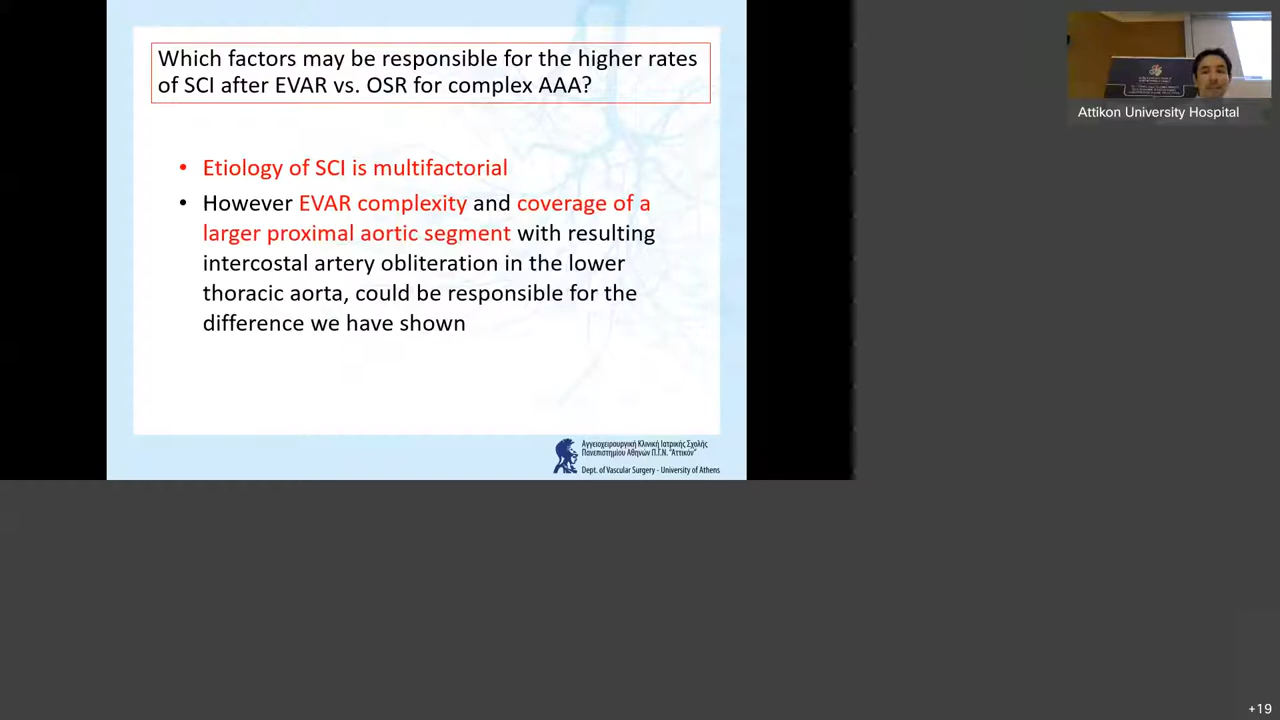 Which factors may be responsible for the higher rates
of SCI after EVAR vs. OSR for complex AAA?
• Etiology of SCI is multifactorial
• However EVAR complexity and coverage of a
larger proximal aortic segment with resulting
intercostal artery obliteration in the lower
thoracic aorta, could be responsible for the
difference we have shown
Αγγειοχειρουργική Κλινική Ιατρικής Σχολής
Πανεπιστημίου Αθηνών Π.Γ.Ν. "Αττικόν"
Dept. of Vascular Surgery - University of Athens
Attikon University Hospital
+19